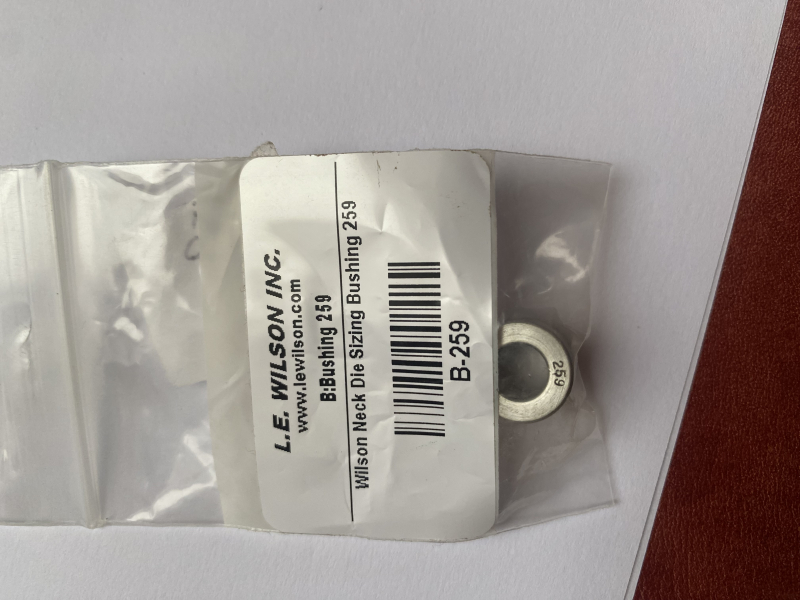 L.E. WILSON INC.
www.lewilson.com
B:Bushing 259
Wilson Neck Die Sizing Bushing 259
B-259
259